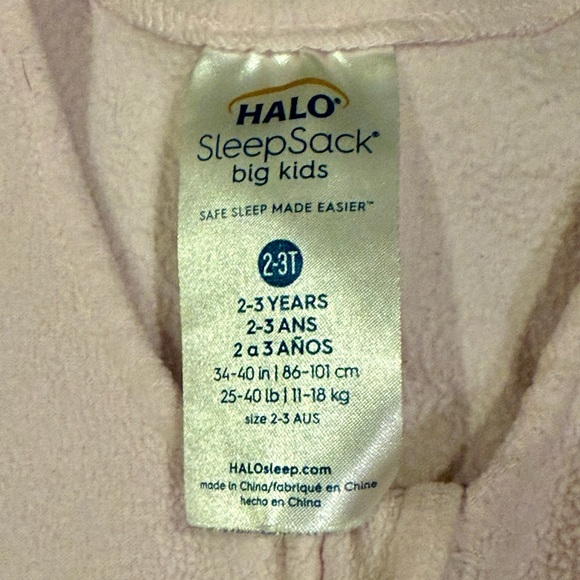 HALO®
SleepSack®
big kids
SAFE SLEEP MADE EASIER™
2-3T
2-3 YEARS
2-3 ANS
2 a 3 AÑOS
34-40 in | 86-101 cm
25-40 lb | 11-18 kg
size 2-3 AUS
HALOsleep.com
made in China/fabriqué en Chine
hecho en China